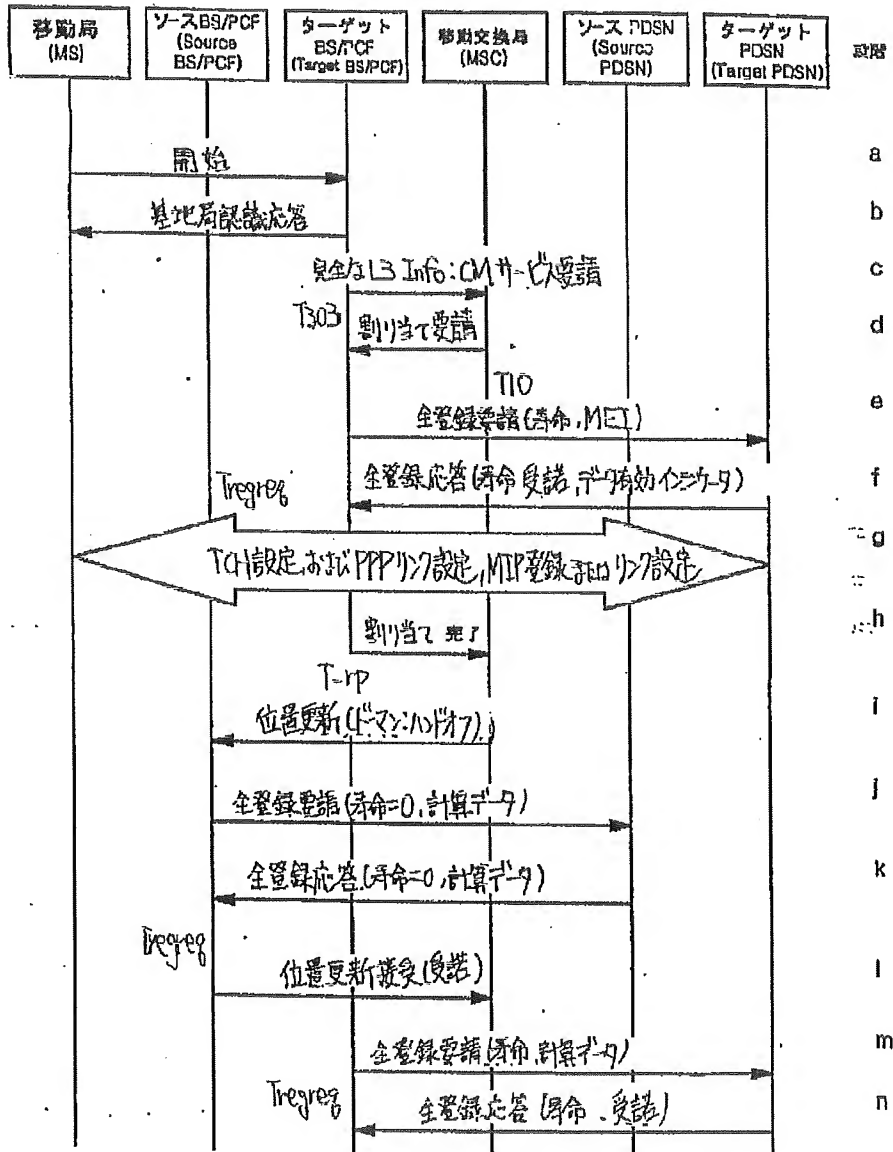 移動局
(MS)
ソースBS/PCF
(Source
BS/PCF)
ターゲット
BS/PCF
(Target BS/PCF)
移動交換局
(MSC)
ソース PDSN
(Source
PDSN)
ターゲット
PDSN
(Target PDSN)
段階
開始
a
基地局認識応答
b
完全なL3 Info:CMサービス要請
c
T303
割り当て要請
d
T10
全登録要請(寿命,MEI)
e
全登録応答(寿命 受諾,データ有効インジケータ)
f
Tregreq
TCH設定,およびPPPリンク設定,MIP登録 リンク設定
g
割り当て 完了
h
T-rp
位置更新(ドーマン:ハンドオフ)
i
全登録要請(寿命=0,計算データ)
j
全登録応答(寿命=0,計算データ)
k
Tregreq
位置更新 (受諾)
l
全登録要請(寿命,計算データ)
m
Tregreq
全登録応答(寿命、受諾)
n